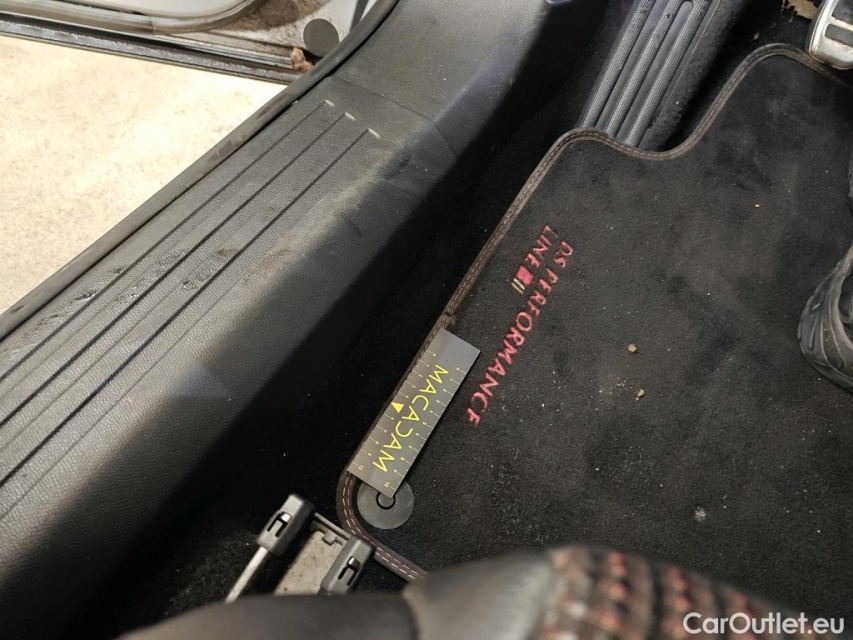 DS PERFORMANCE
LINE
MACADAM
CarOutlet.eu